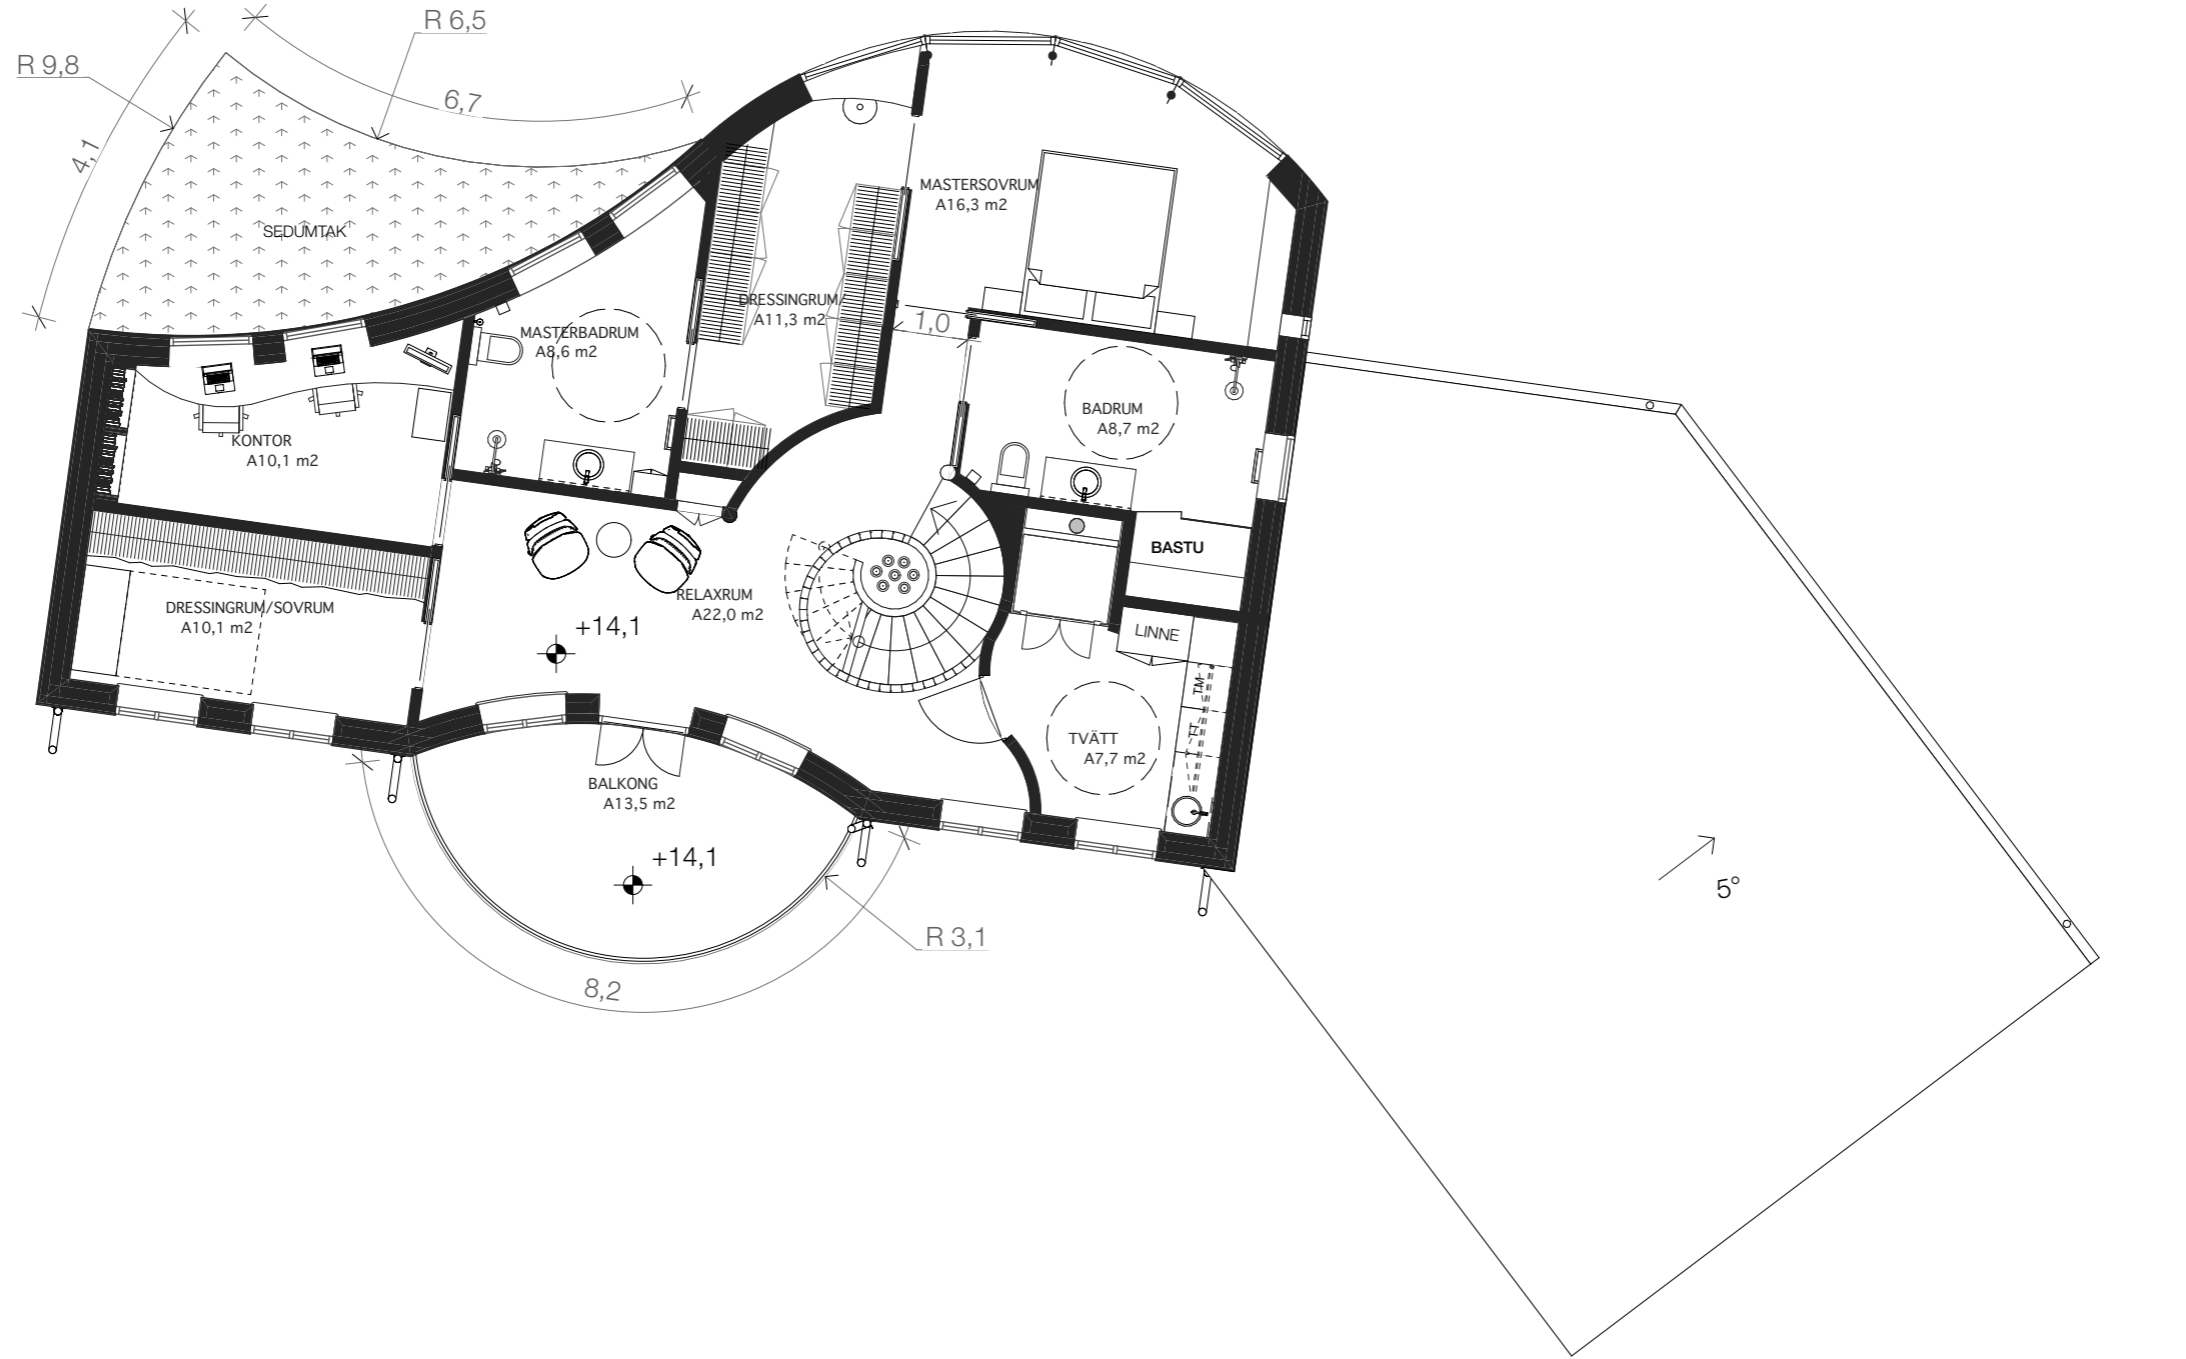 R 6,5
R 9,8
6,7
4,1
SEDUMTAK
MASTERSOVRUM
A16,3 m2
DRESSINGRUM/
A11,3 m2
1,0
MASTERBADRUM
A8,6 m2
BADRUM
A8,7 m2
KONTOR
A10,1 m2
BASTU
DRESSINGRUM/SOVRUM
A10,1 m2
RELAXRUM
A22,0 m2
+14,1
LINNE
TM
TT
TVÄTT
A7,7 m2
BALKONG
A13,5 m2
+14,1
5°
R 3,1
8,2